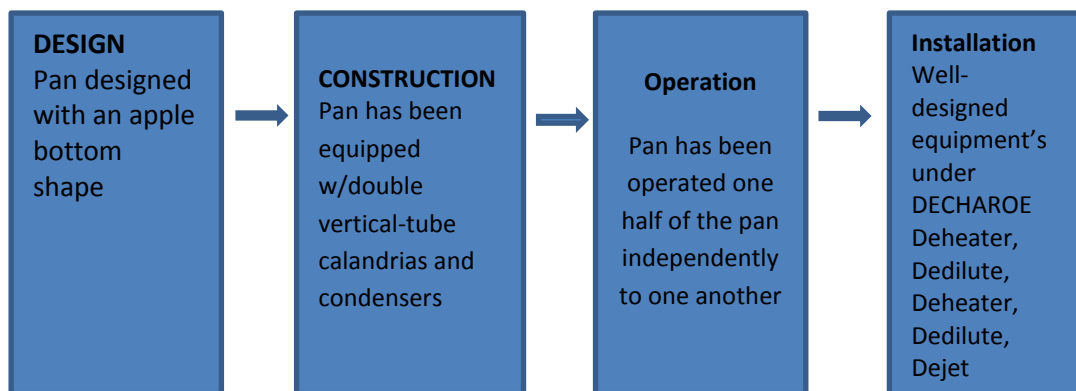 DESIGN
Pan designed
with an apple
bottom
shape
CONSTRUCTION
Pan has been
equipped
w/double
vertical-tube
calandrias and
condensers
Operation
Pan has been
operated one
half of the pan
independently
to one another
Installation
Well-
designed
equipment’s
under
DECHAROE
Deheater,
Dedilute,
Deheater,
Dedilute,
Dejet